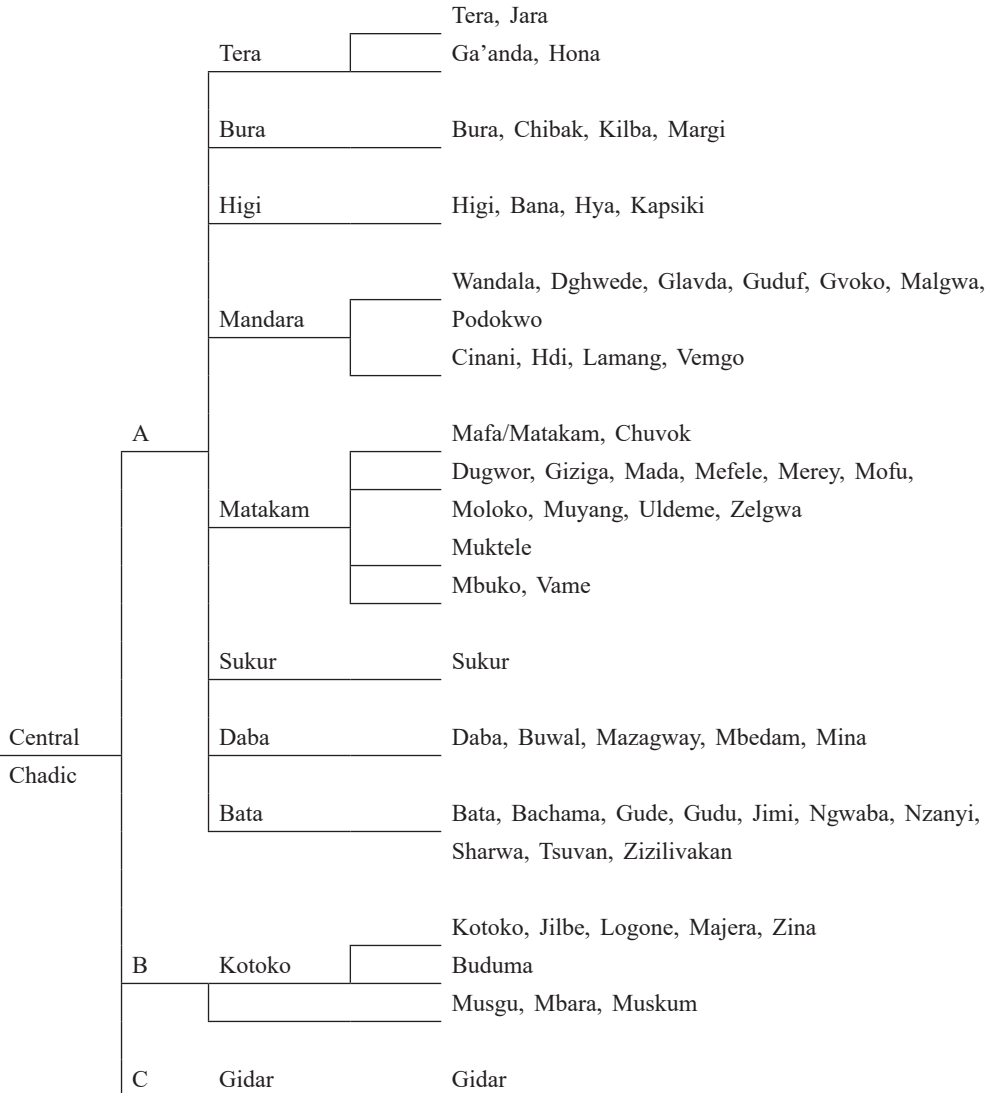 Tera, Jara
Tera
Ga’anda, Hona
Bura
Bura, Chibak, Kilba, Margi
Higi
Higi, Bana, Hya, Kapsiki
Wandala, Dghwede, Glavda, Guduf, Gvoko, Malgwa,
Mandara
Podokwo
Cinani, Hdi, Lamang, Vemgo
A
Mafa/Matakam, Chuvok
Dugwor, Giziga, Mada, Mefele, Merey, Mofu,
Matakam
Moloko, Muyang, Uldeme, Zelgwa
Muktele
Mbuko, Vame
Sukur
Sukur
Central
Daba
Daba, Buwal, Mazagway, Mbedam, Mina
Chadic
Bata
Bata, Bachama, Gude, Gudu, Jimi, Ngwaba, Nzanyi,
Sharwa, Tsuvan, Zizilivakan
Kotoko, Jilbe, Logone, Majera, Zina
B
Kotoko
Buduma
Musgu, Mbara, Muskum
C
Gidar
Gidar